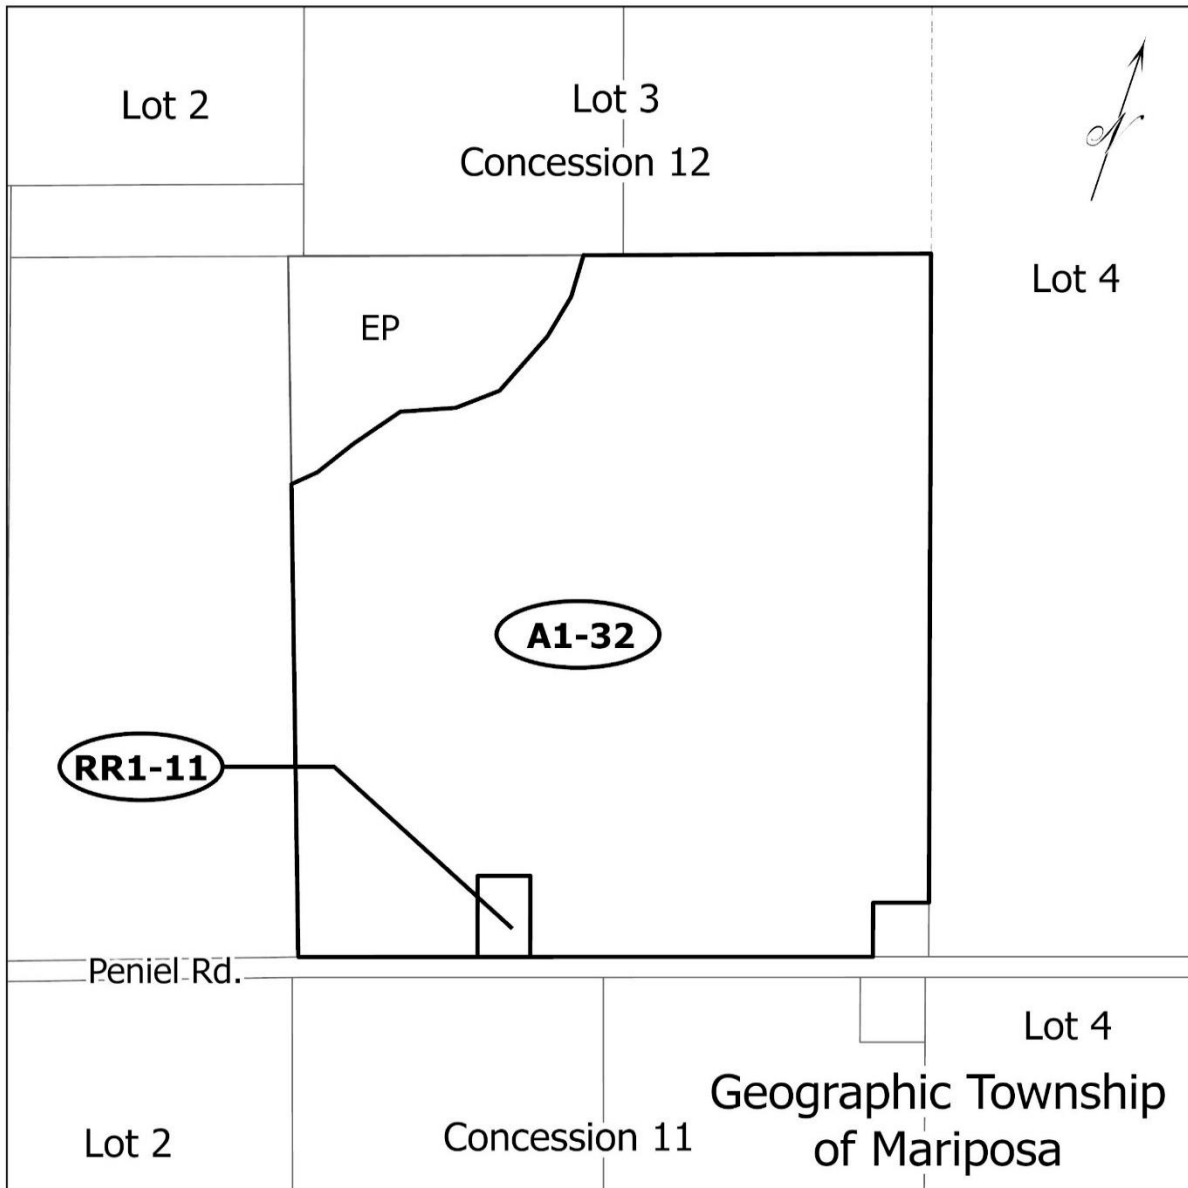 Lot 2
Lot 3
Concession 12
N
Lot 4
EP
A1-32
RR1-11
Peniel Rd.
Lot 4
Geographic Township
of Mariposa
Lot 2
Concession 11